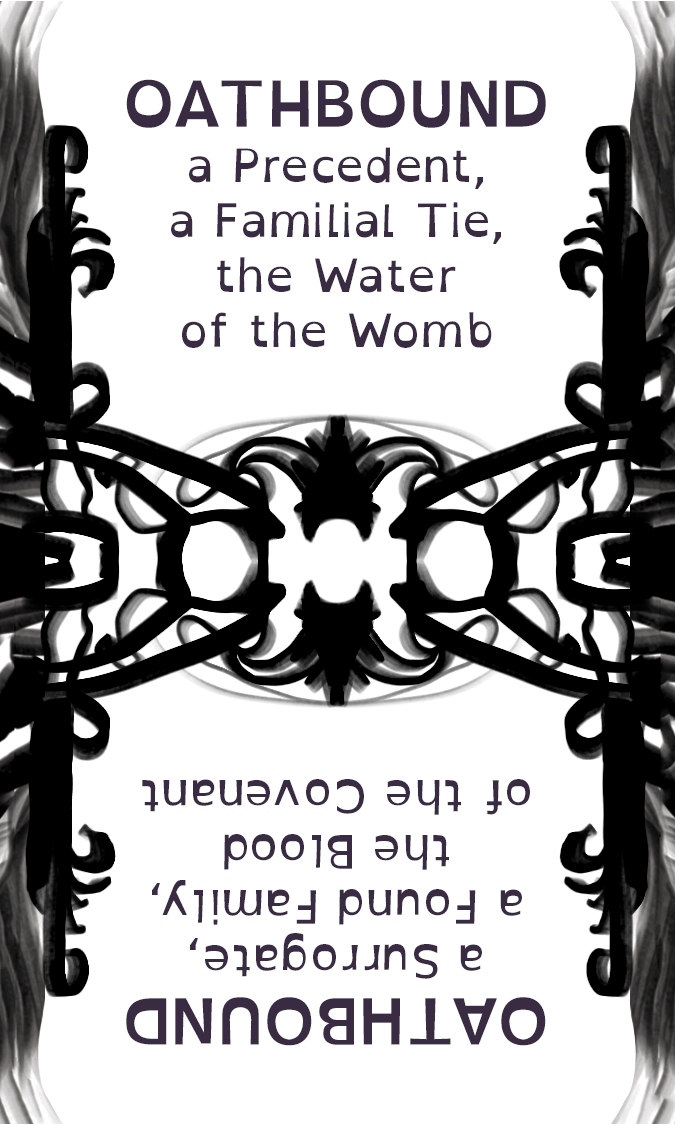 OATHBOUND
a Precedent,
a Familial Tie,
the Water
of the Womb
OATHBOUND
a Surrogate,
a Found Family,
the Blood
of the Covenant